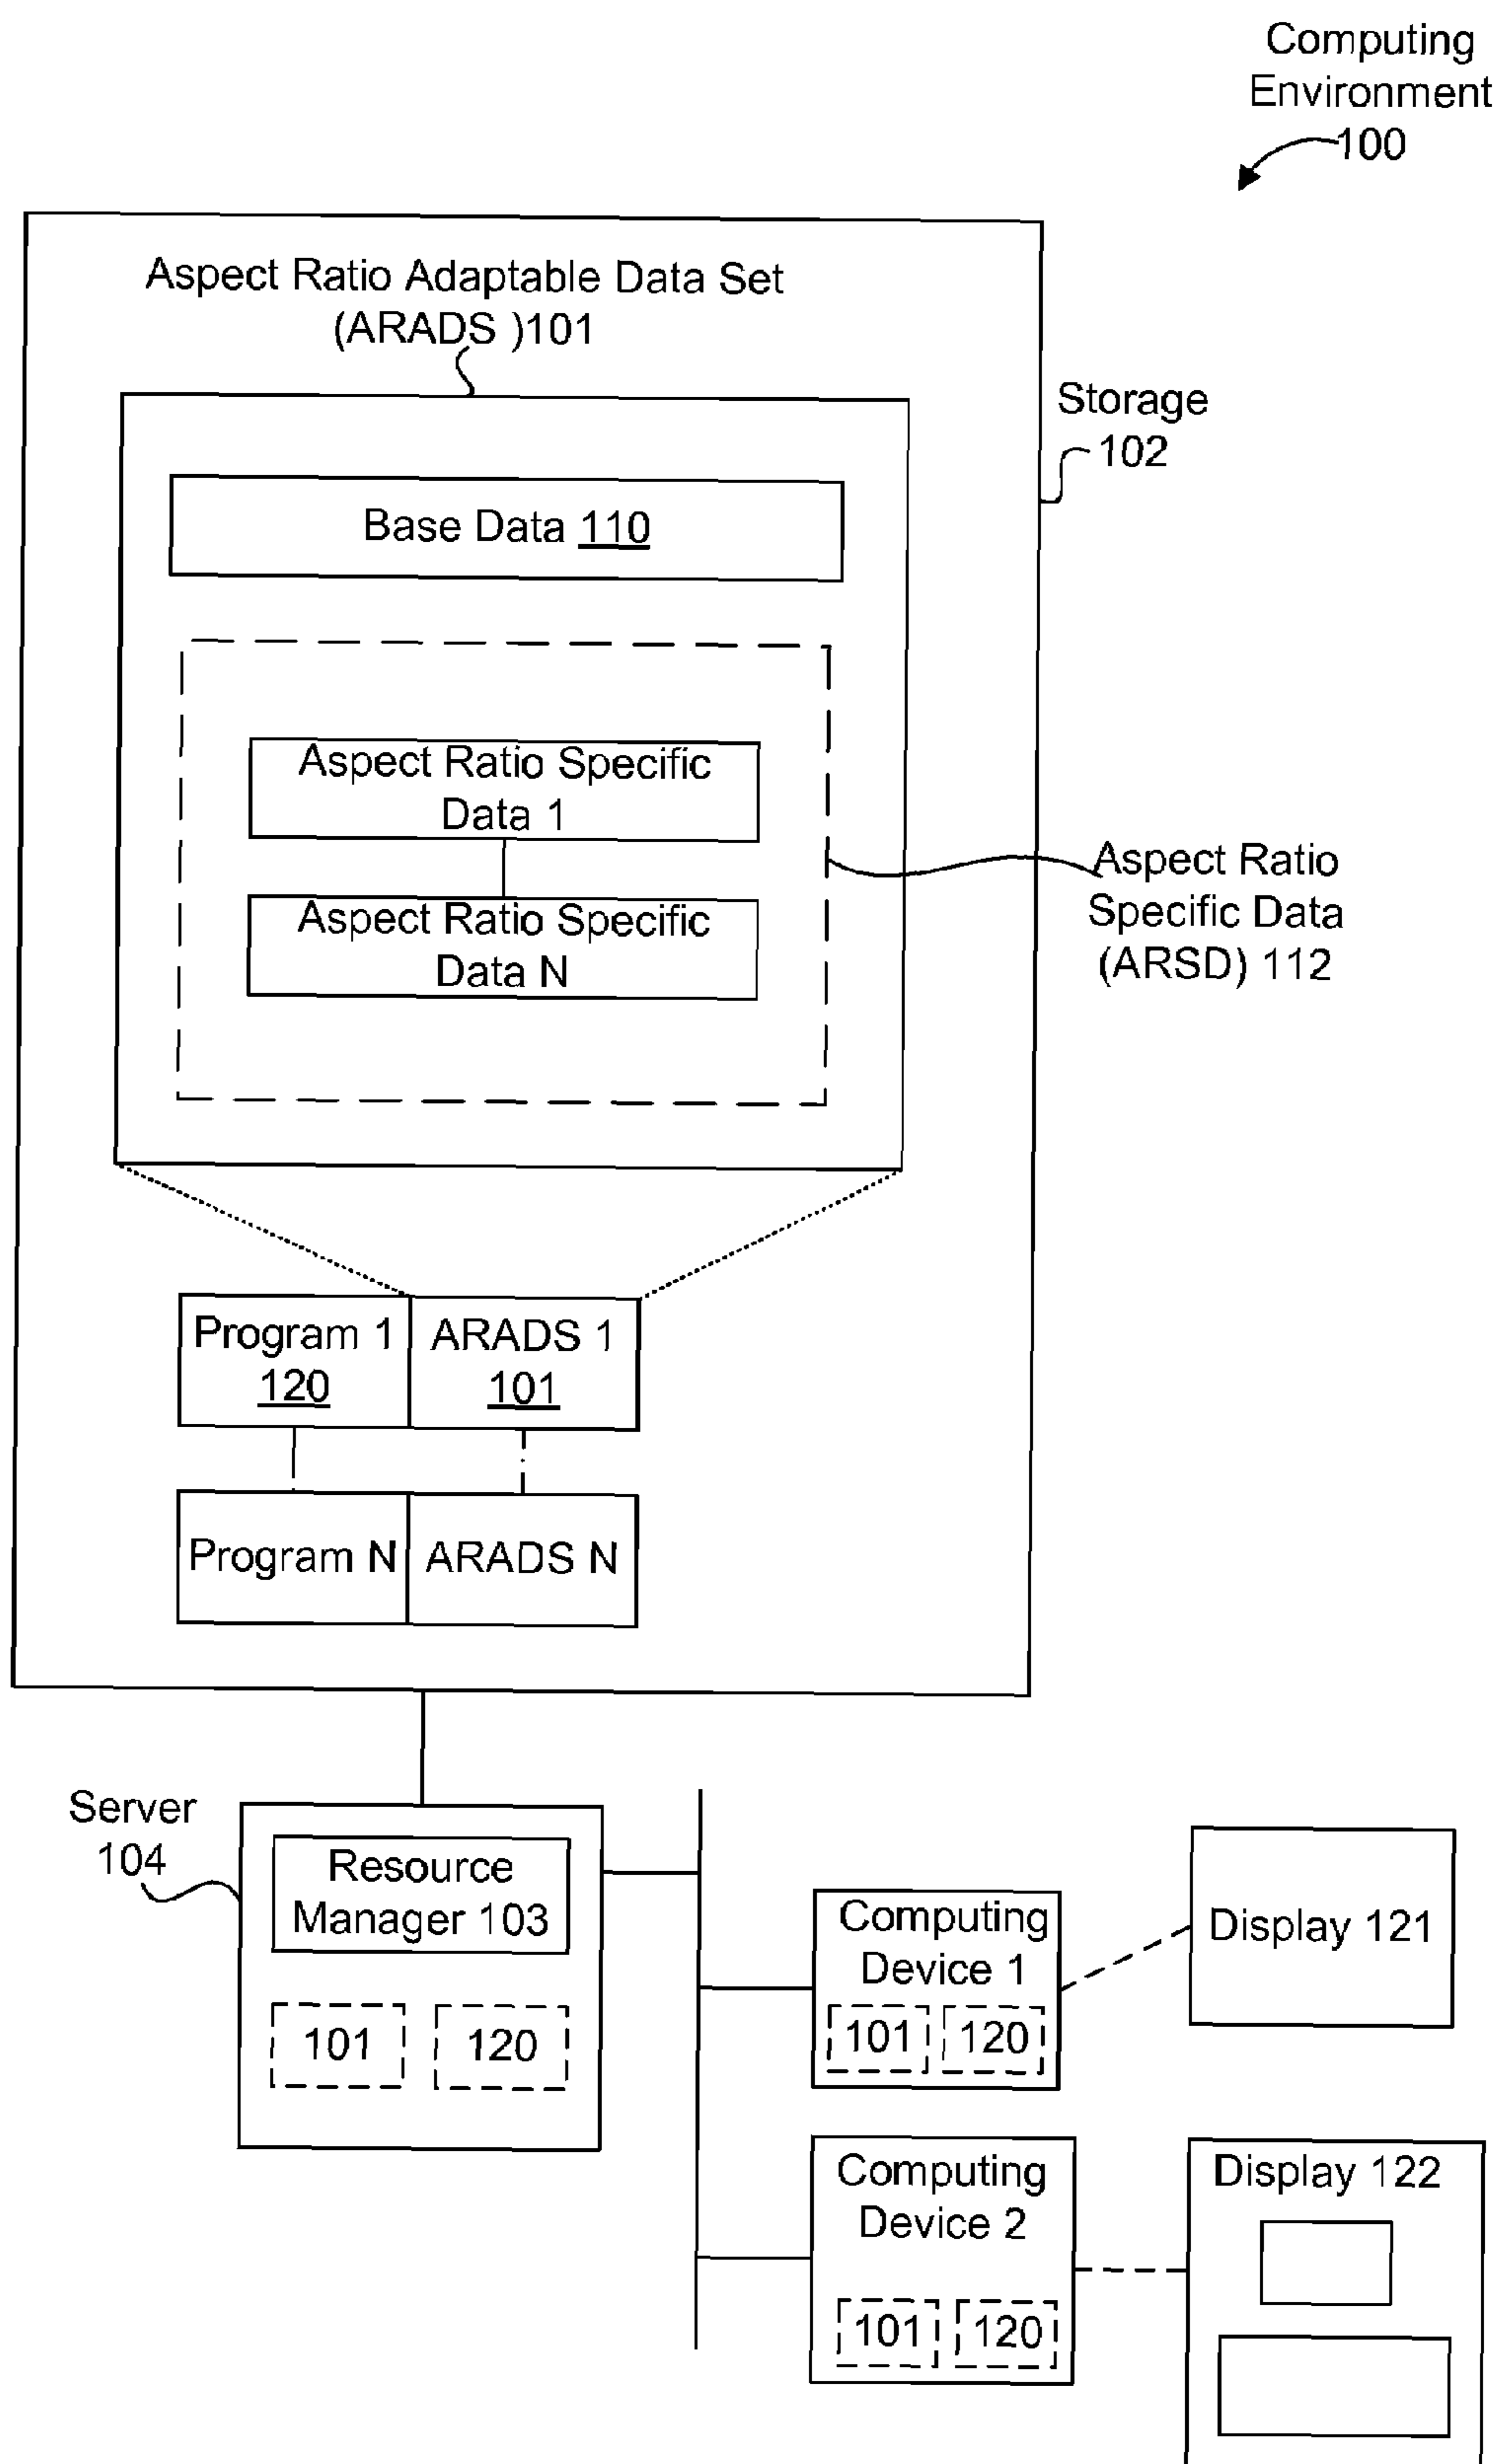 Computing
Environment
100
Aspect Ratio Adaptable Data Set
(ARADS )101
Storage
102
Base Data 110
Aspect Ratio Specific
Data 1
Aspect Ratio Specific
Data N
Aspect Ratio
Specific Data
(ARSD) 112
Program 1
120
ARADS 1
101
Program N
ARADS N
Server
104
Resource
Manager 103
101
120
Computing
Device 1
101
120
Display 121
Computing
Device 2
101
120
Display 122